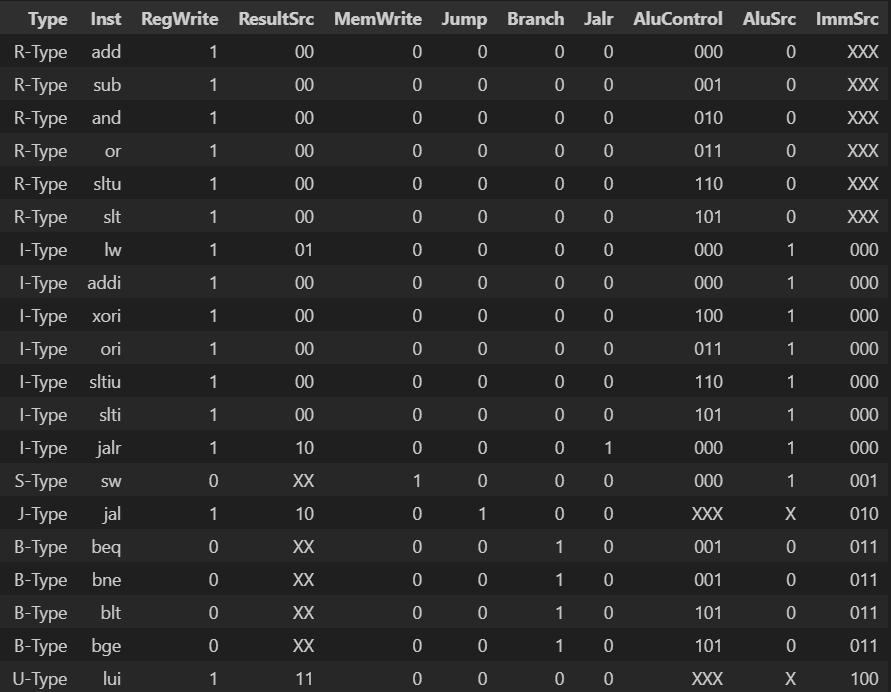 Type Inst RegWrite ResultSrc MemWrite Jump Branch Jalr AluControl AluSrc ImmSrc
R-Type add 1 00 0 0 0 0 000 0 XXX
R-Type sub 1 00 0 0 0 0 001 0 XXX
R-Type and 1 00 0 0 0 0 010 0 XXX
R-Type or 1 00 0 0 0 0 011 0 XXX
R-Type sltu 1 00 0 0 0 0 110 0 XXX
R-Type slt 1 00 0 0 0 0 101 0 XXX
I-Type lw 1 01 0 0 0 0 000 1 000
I-Type addi 1 00 0 0 0 0 000 1 000
I-Type xori 1 00 0 0 0 0 100 1 000
I-Type ori 1 00 0 0 0 0 011 1 000
I-Type sltiu 1 00 0 0 0 0 110 1 000
I-Type slti 1 00 0 0 0 0 101 1 000
I-Type jalr 1 10 0 0 0 1 000 1 000
S-Type sw 0 XX 1 0 0 0 000 1 001
J-Type jal 1 10 0 1 0 0 XXX X 010
B-Type beq 0 XX 0 0 1 0 001 0 011
B-Type bne 0 XX 0 0 1 0 001 0 011
B-Type blt 0 XX 0 0 1 0 101 0 011
B-Type bge 0 XX 0 0 1 0 101 0 011
U-Type lui 1 11 0 0 0 0 XXX X 100